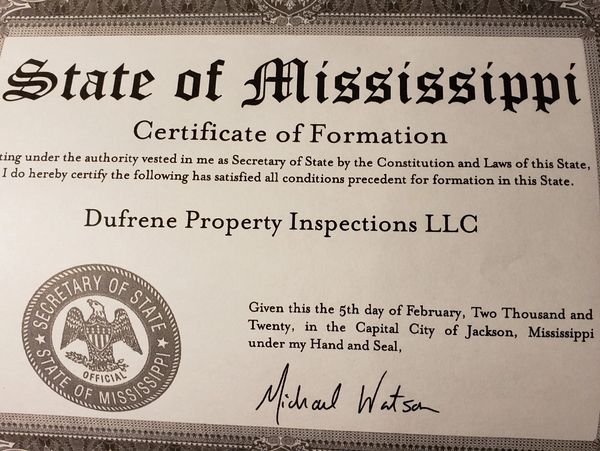 State of Mississippi
Certificate of Formation
ting under the authority vested in me as Secretary of State by the Constitution and Laws of this State,
I do hereby certify the following has satisfied all conditions precedent for formation in this State.
Dufrene Property Inspections LLC
SECRETARY OF STATE
OFFICIAL
STATE OF MISSISSIPPI
Given this the 5th day of February, Two Thousand and
Twenty, in the Capital City of Jackson, Mississippi
under my Hand and Seal,
Michael Watson